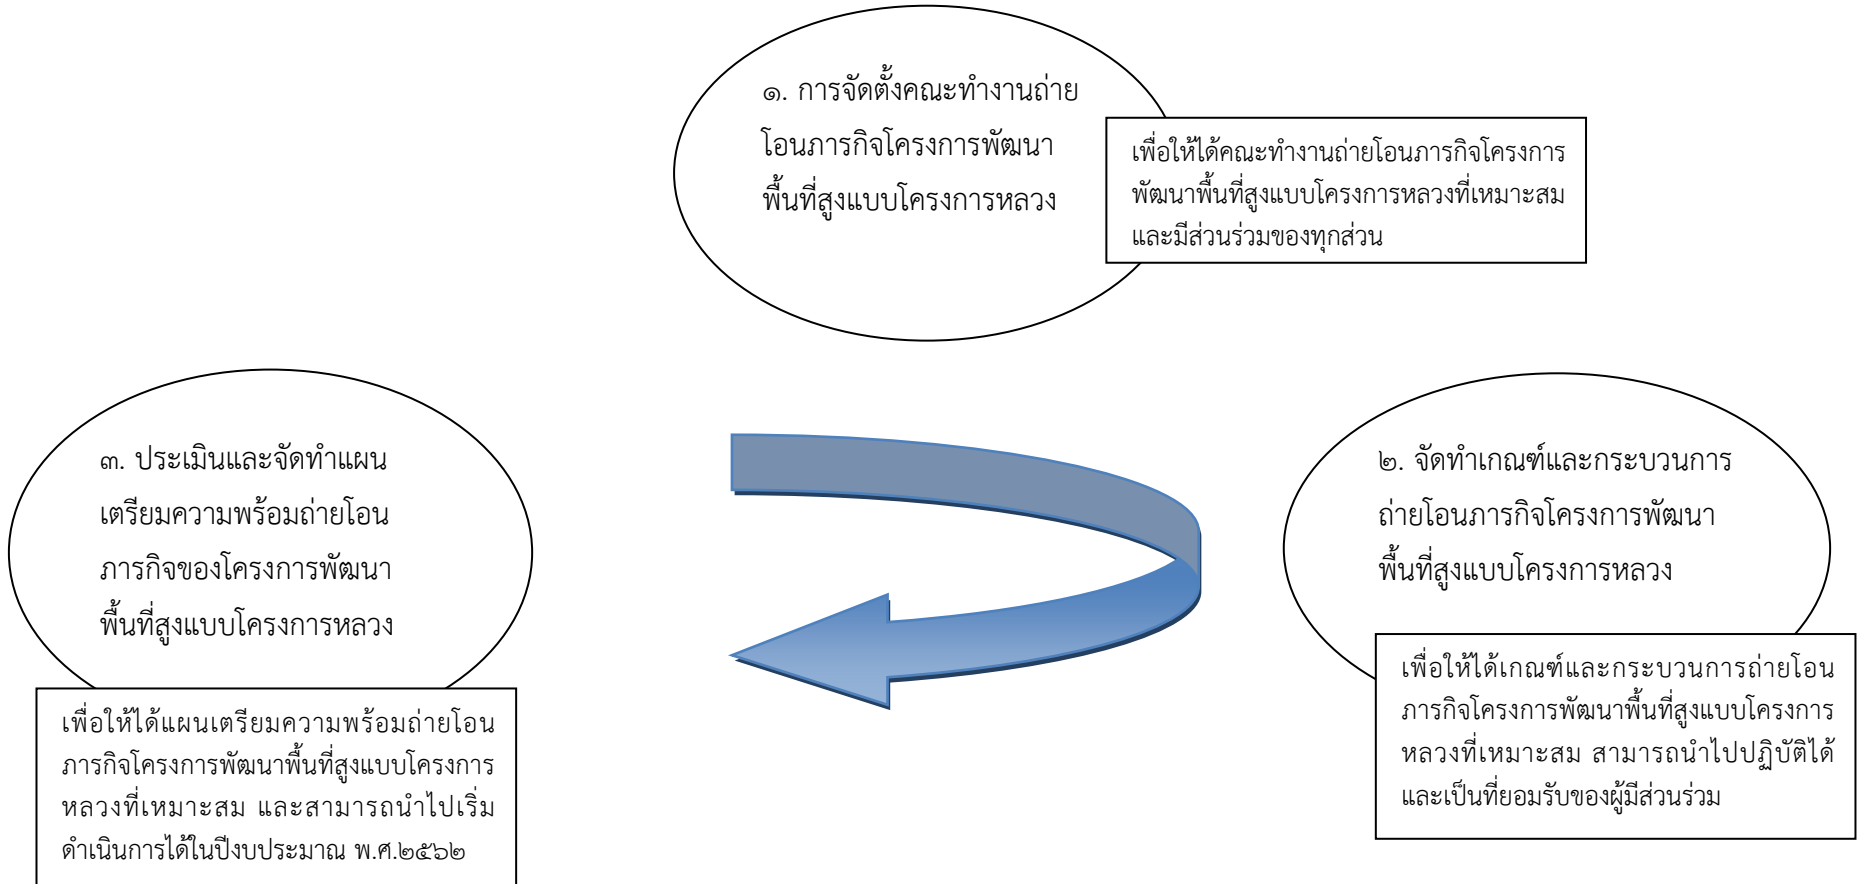 ๑. การจัดตั้งคณะทำงานถ่าย
โอนภารกิจโครงการพัฒนา
พื้นที่สูงแบบโครงการหลวง
เพื่อให้ได้คณะทำงานถ่ายโอนภารกิจโครงการ
พัฒนาพื้นที่สูงแบบโครงการหลวงที่เหมาะสม
และมีส่วนร่วมของทุกส่วน
๒. จัดทำเกณฑ์และกระบวนการ
ถ่ายโอนภารกิจโครงการพัฒนา
พื้นที่สูงแบบโครงการหลวง
เพื่อให้ได้เกณฑ์และกระบวนการถ่ายโอน
ภารกิจโครงการพัฒนาพื้นที่สูงแบบโครงการ
หลวงที่เหมาะสม สามารถนำไปปฏิบัติได้
และเป็นที่ยอมรับของผู้มีส่วนร่วม
๓. ประเมินและจัดทำแผน
เตรียมความพร้อมถ่ายโอน
ภารกิจของโครงการพัฒนา
พื้นที่สูงแบบโครงการหลวง
เพื่อให้ได้แผนเตรียมความพร้อมถ่ายโอน
ภารกิจโครงการพัฒนาพื้นที่สูงแบบโครงการ
หลวงที่เหมาะสม และสามารถนำไปเริ่ม
ดำเนินการได้ในปีงบประมาณ พ.ศ.๒๕๖๒